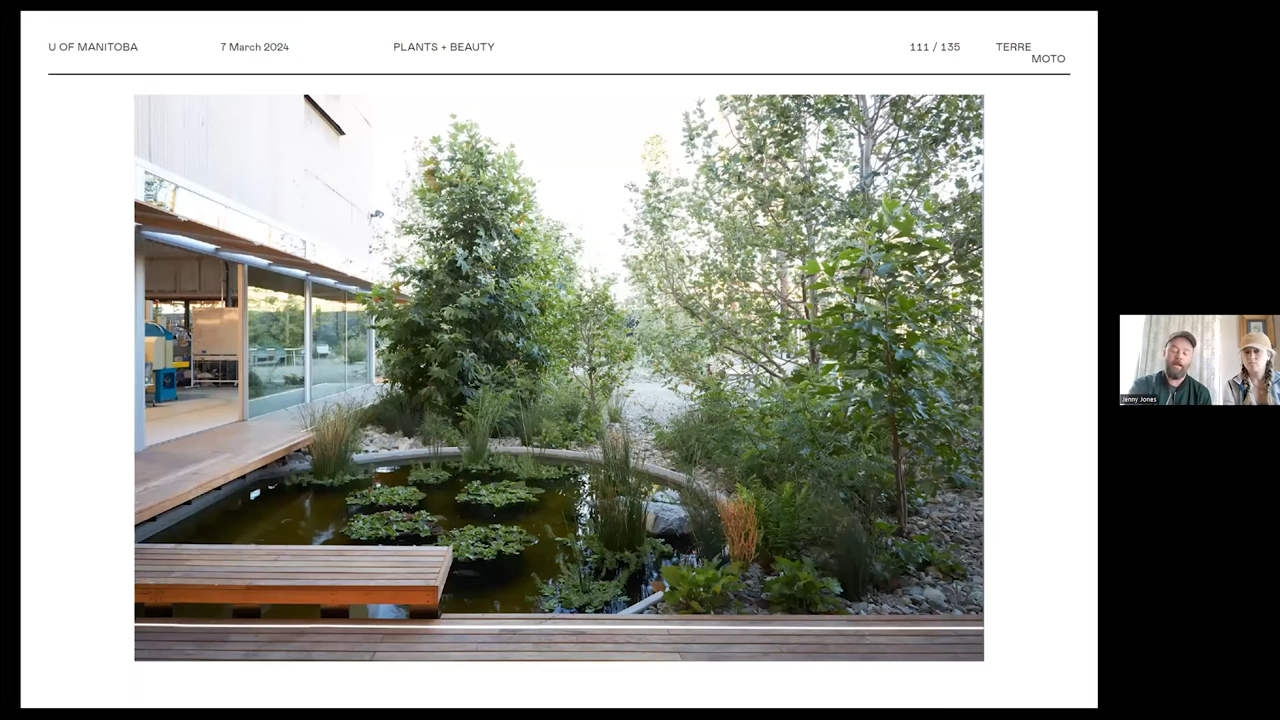 U OF MANITOBA
7 March 2024
PLANTS + BEAUTY
111 / 135
TERRE
MOTO
Jenny Jones